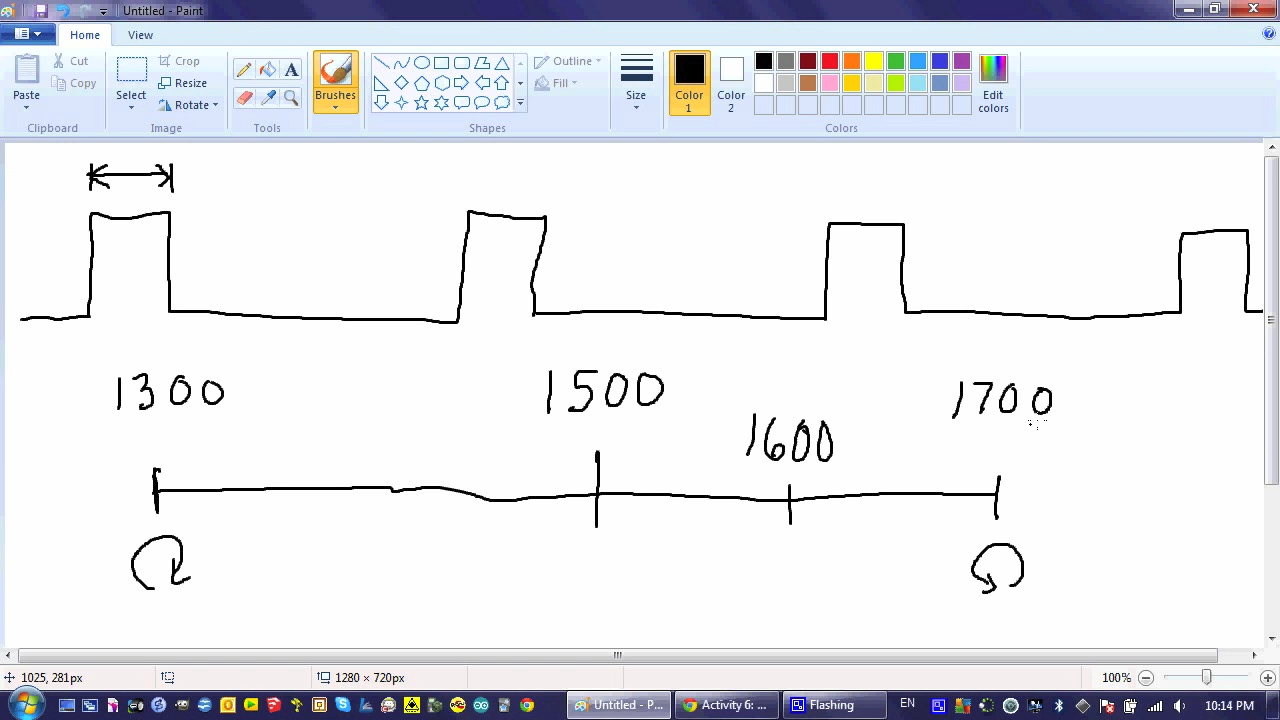 Untitled - Paint
Home View
Paste Cut Copy
Clipboard
Select Crop Resize Rotate
Image
A
Tools
Brushes
Outline Fill
Shapes
Size
Color 1 Color 2
Edit colors
Colors
1300 1500 1600 1700
1025, 281px
1280 × 720px
100%
Untitled - P...
Activity 6: ...
Flashing
EN
10:14 PM